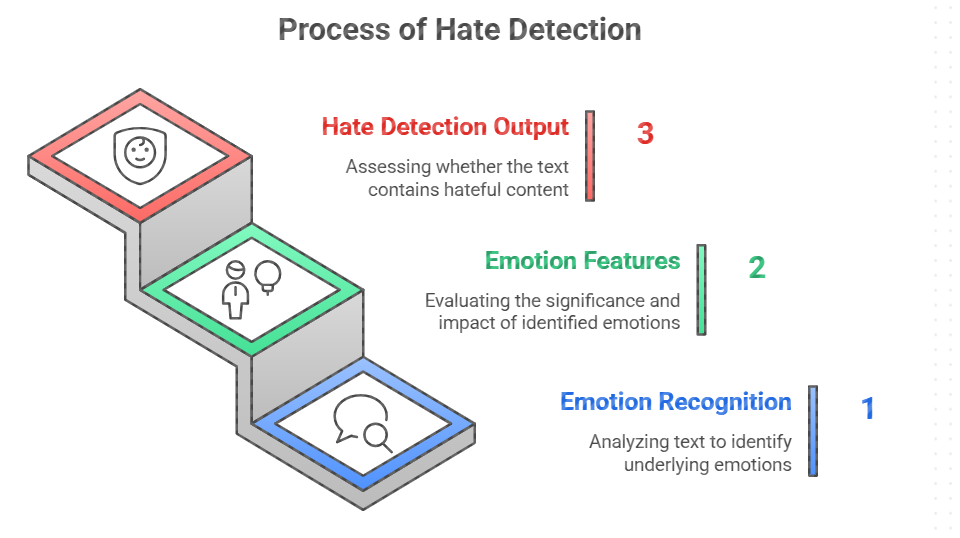 Process of Hate Detection
Hate Detection Output
3
Assessing whether the text
contains hateful content
Emotion Features
2
Evaluating the significance and
impact of identified emotions
Emotion Recognition
1
Analyzing text to identify
underlying emotions